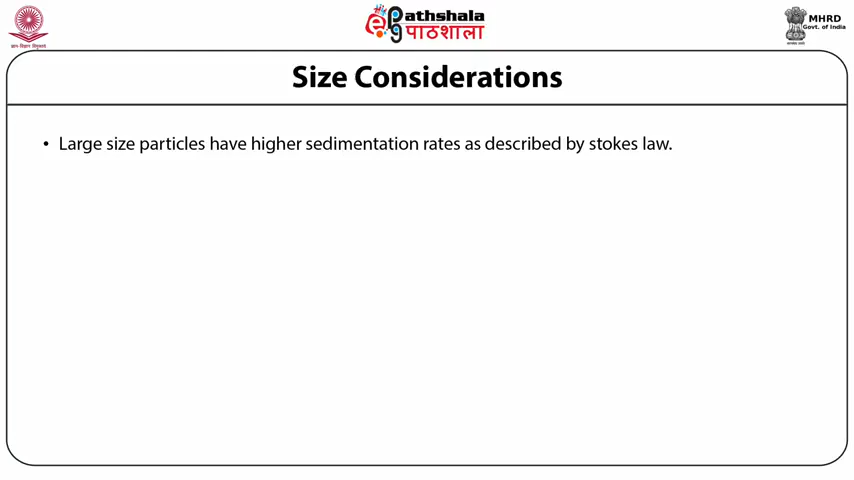 Pathshala
पाठशाला
MHRD
Govt. of India
Size Considerations
• Large size particles have higher sedimentation rates as described by stokes law.